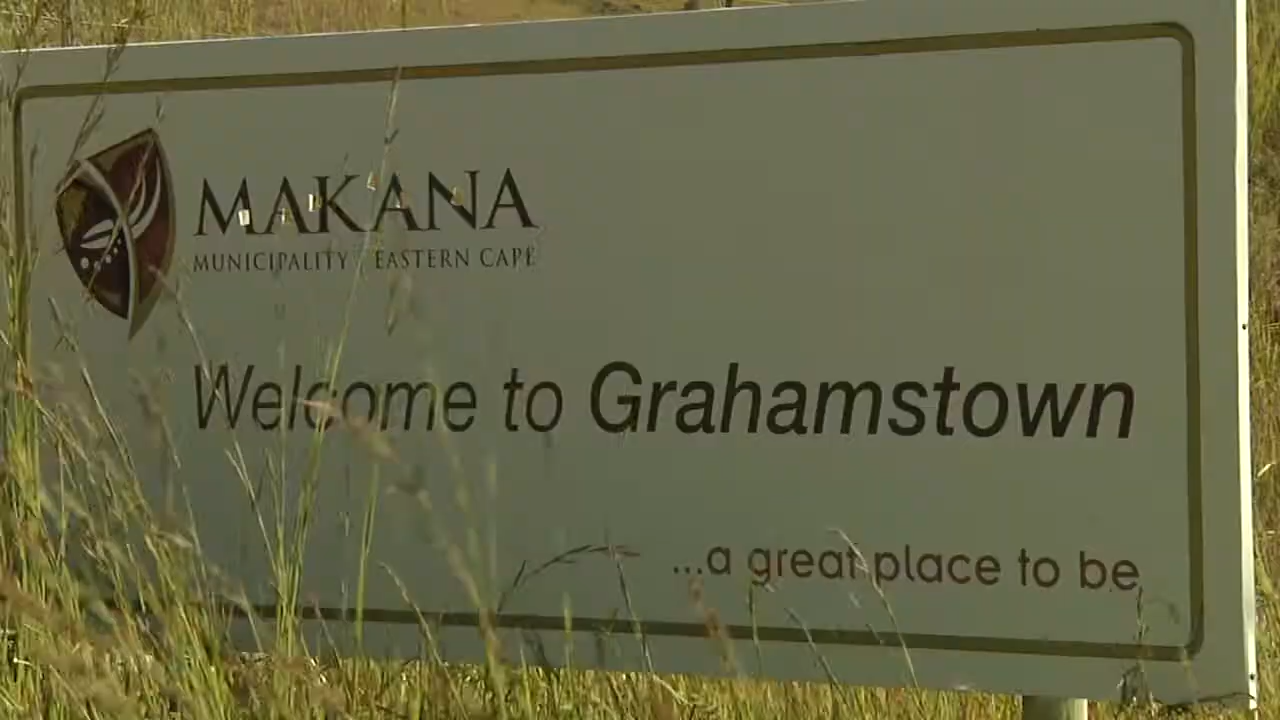 MAKANA
MUNICIPALITY EASTERN CAPE
Welcome to Grahamstown
...a great place to be